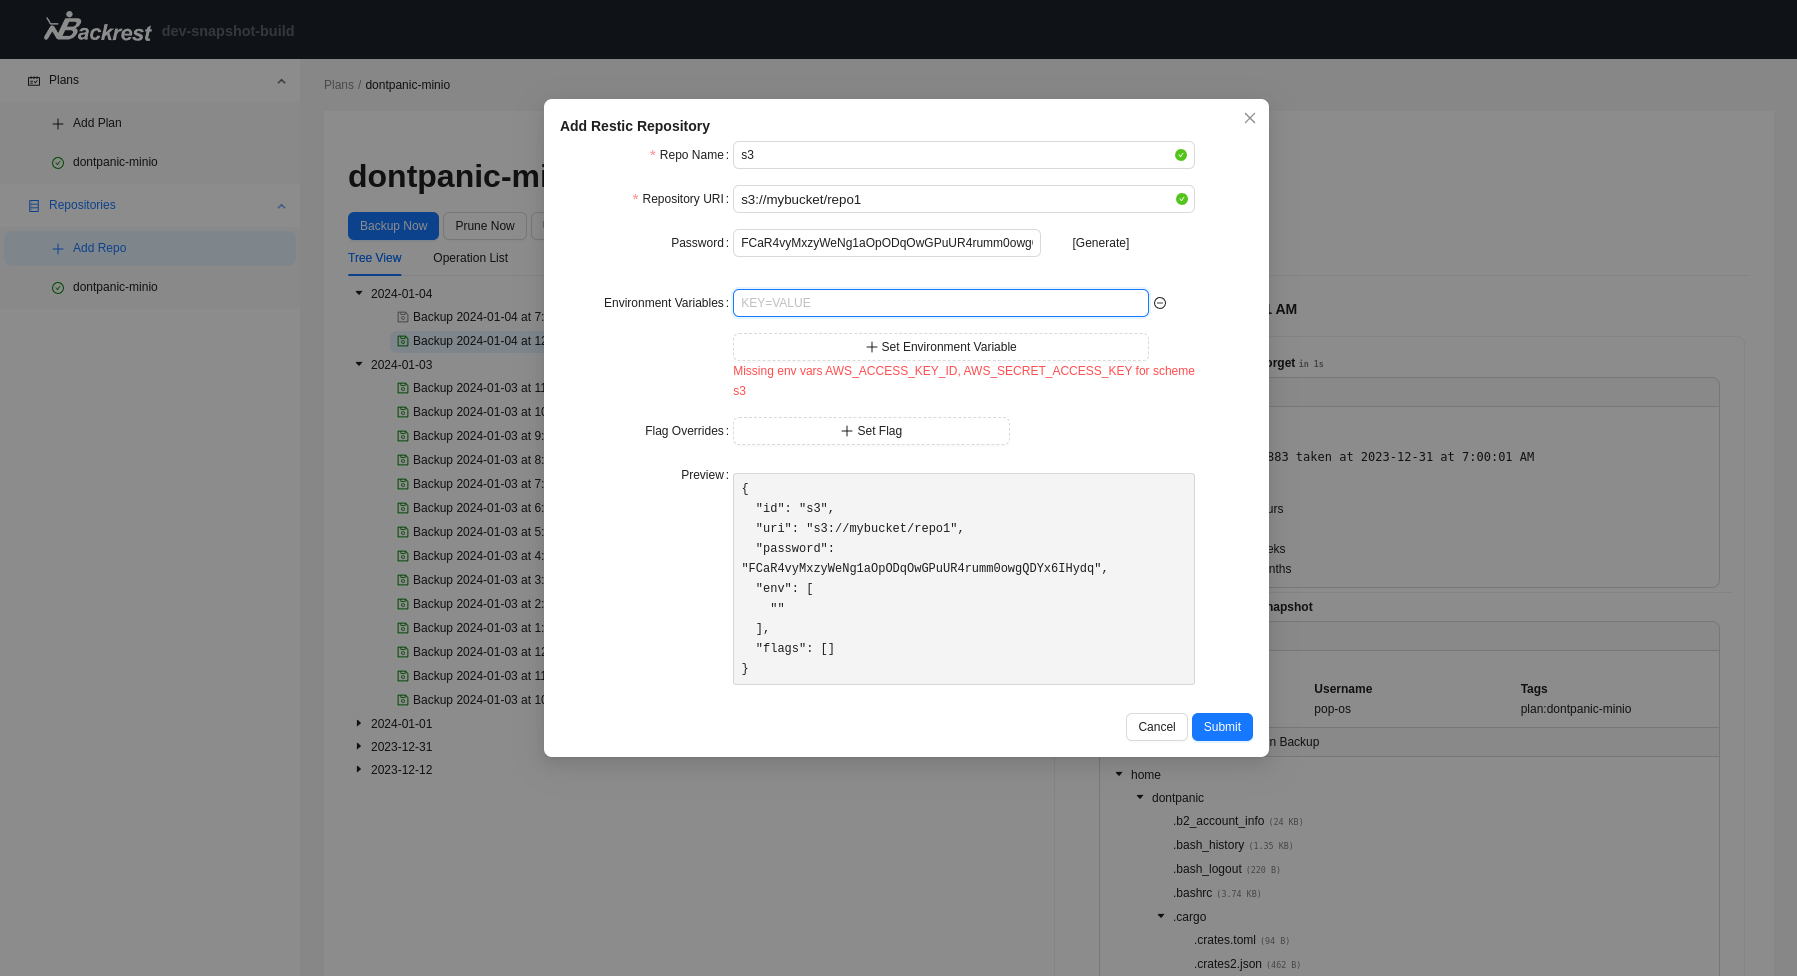 Backrest dev-snapshot-build
Plans
Add Plan
dontpanic-minio
Repositories
Add Repo
dontpanic-minio
Plans / dontpanic-minio
dontpanic-mi
Backup Now
Prune Now
Tree View
Operation List
2024-01-04
Backup 2024-01-04 at 7:
Backup 2024-01-04 at 12
2024-01-03
Backup 2024-01-03 at 11
Backup 2024-01-03 at 10
Backup 2024-01-03 at 9:
Backup 2024-01-03 at 8:
Backup 2024-01-03 at 7:
Backup 2024-01-03 at 6:
Backup 2024-01-03 at 5:
Backup 2024-01-03 at 4:
Backup 2024-01-03 at 3:
Backup 2024-01-03 at 2:
Backup 2024-01-03 at 1:
Backup 2024-01-03 at 12
Backup 2024-01-03 at 11
Backup 2024-01-03 at 10
2024-01-01
2023-12-31
2023-12-12
Add Restic Repository
* Repo Name: s3
* Repository URI: s3://mybucket/repo1
Password: FCaR4vyMxzyWeNg1aOpODqOwGPuUR4rumm0owg [Generate]
Environment Variables: KEY=VALUE
Set Environment Variable
Missing env vars AWS_ACCESS_KEY_ID, AWS_SECRET_ACCESS_KEY for scheme
s3
Flag Overrides: Set Flag
Preview:
{
"id": "s3",
"uri": "s3://mybucket/repo1",
"password":
"FCaR4vyMxzyWeNg1aOpODqOwGPuUR4rumm0owgQDYx6IHydq",
"env": [
""
],
"flags": []
}
Cancel
Submit
1 AM
orget in 1s
883 taken at 2023-12-31 at 7:00:01 AM
urs
eks
nths
napshot
Username
Tags
pop-os
plan:dontpanic-minio
n Backup
home
dontpanic
.b2_account_info (24 KB)
.bash_history (1.35 KB)
.bash_logout (220 B)
.bashrc (3.74 KB)
.cargo
.crates.toml (94 B)
.crates2.json (462 B)